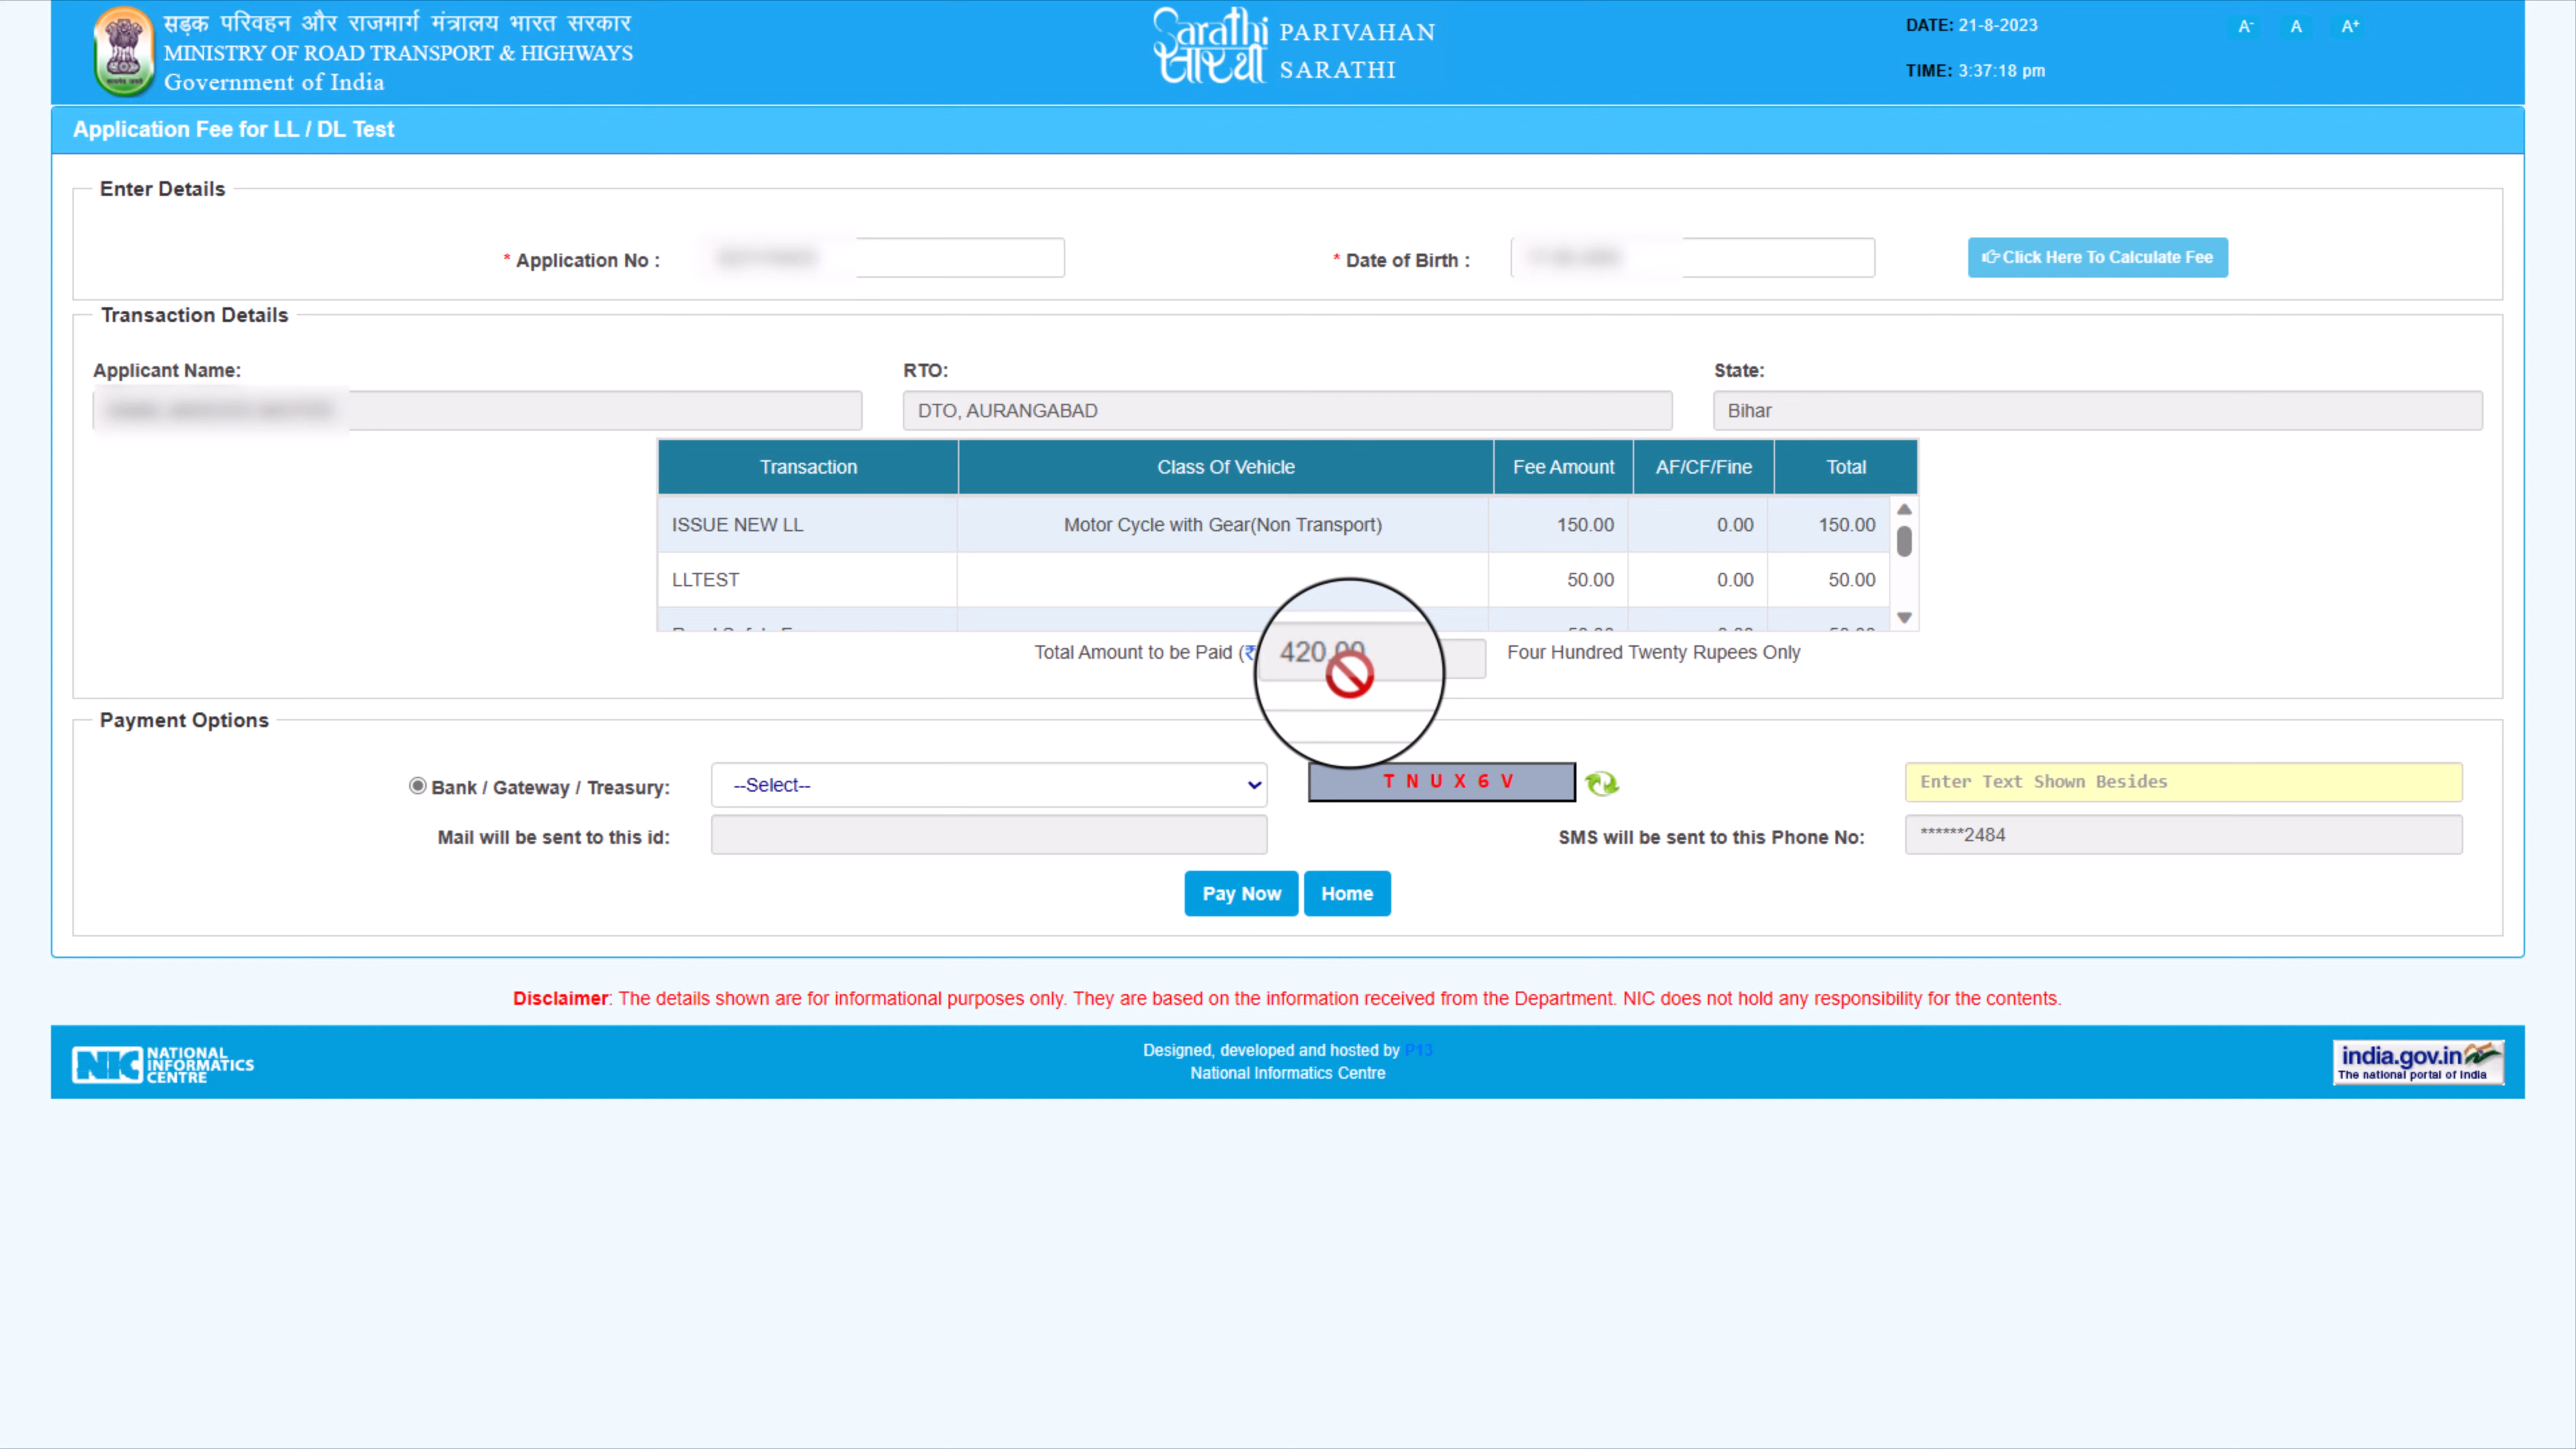 सड़क परिवहन और राजमार्ग मंत्रालय भारत सरकार
MINISTRY OF ROAD TRANSPORT & HIGHWAYS
Government of India
Sarathi
सारथी
PARIVAHAN
SARATHI
DATE: 21-8-2023
TIME: 3:37:18 pm
A- A A+
Application Fee for LL / DL Test
Enter Details
* Application No :
* Date of Birth :
Click Here To Calculate Fee
Transaction Details
Applicant Name:
RTO:
State:
DTO, AURANGABAD
Bihar
Transaction Class Of Vehicle Fee Amount AF/CF/Fine Total
ISSUE NEW LL Motor Cycle with Gear(Non Transport) 150.00 0.00 150.00
LLTEST 50.00 0.00 50.00
Total Amount to be Paid (₹ 420.00 Four Hundred Twenty Rupees Only
Payment Options
Bank / Gateway / Treasury: --Select-- T N U X 6 V Enter Text Shown Besides
Mail will be sent to this id: SMS will be sent to this Phone No: ******2484
Pay Now Home
Disclaimer: The details shown are for informational purposes only. They are based on the information received from the Department. NIC does not hold any responsibility for the contents.
NIC NATIONAL
INFORMATICS
CENTRE
Designed, developed and hosted by P13
National Informatics Centre
india.gov.in
The national portal of India